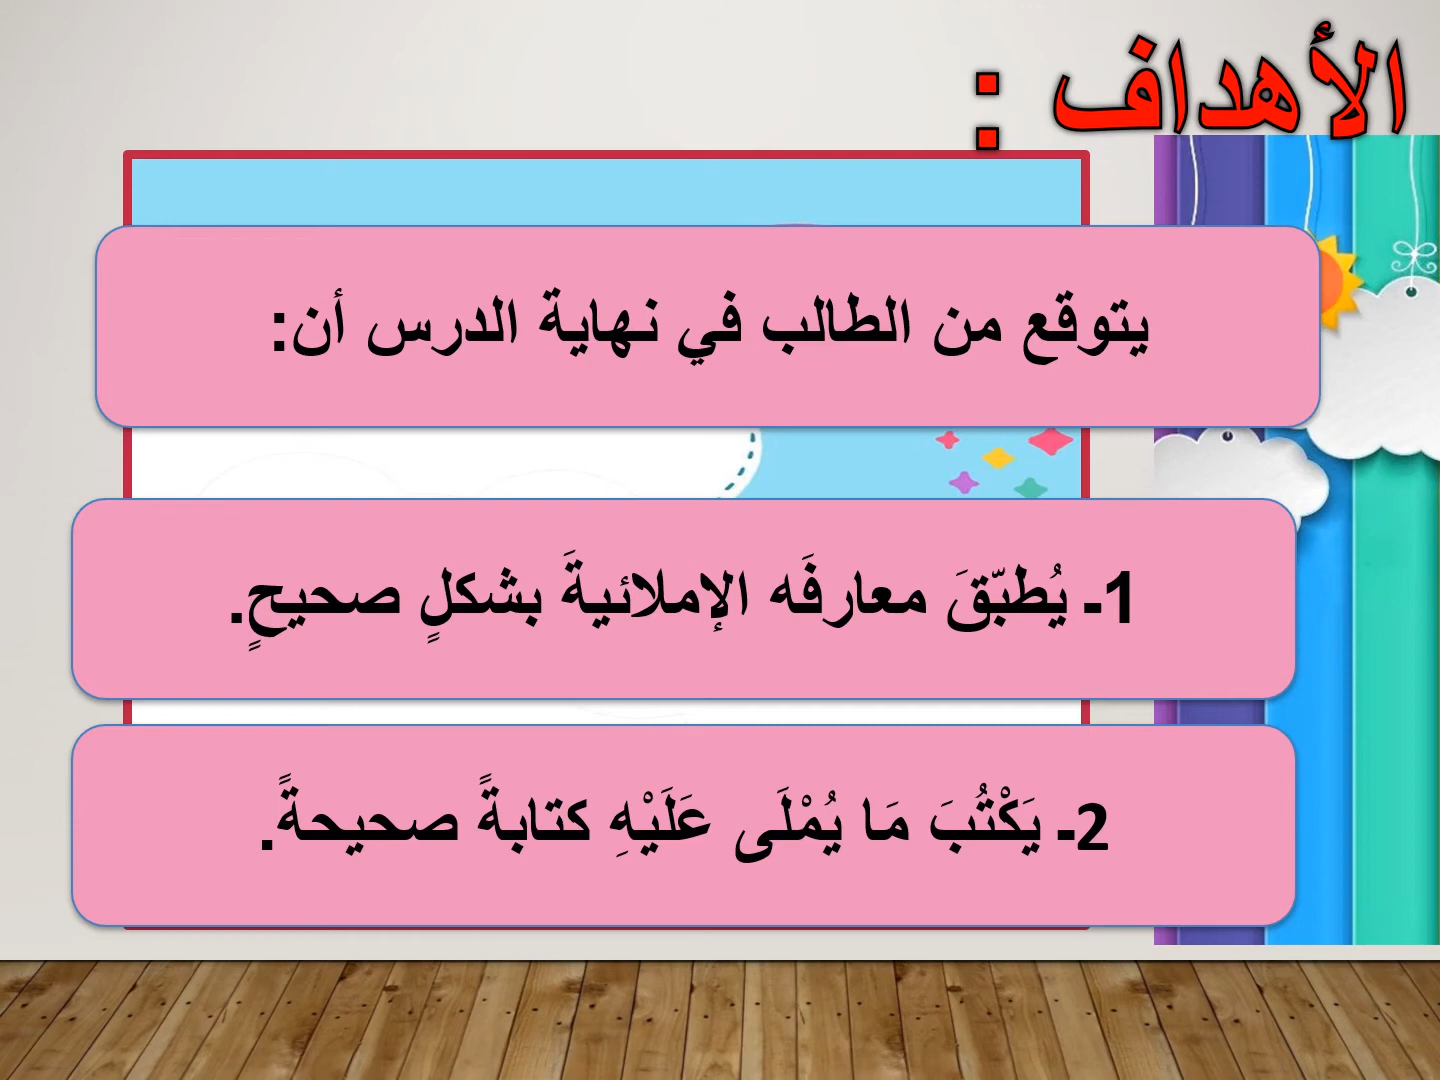 الأهداف :
يتوقع من الطالب في نهاية الدرس أن:
1- يُطبّقَ معارفَه الإملائيةَ بشكلٍ صحيحٍ.
2- يَكْتُبَ مَا يُمْلَى عَلَيْهِ كتابةً صحيحةً.